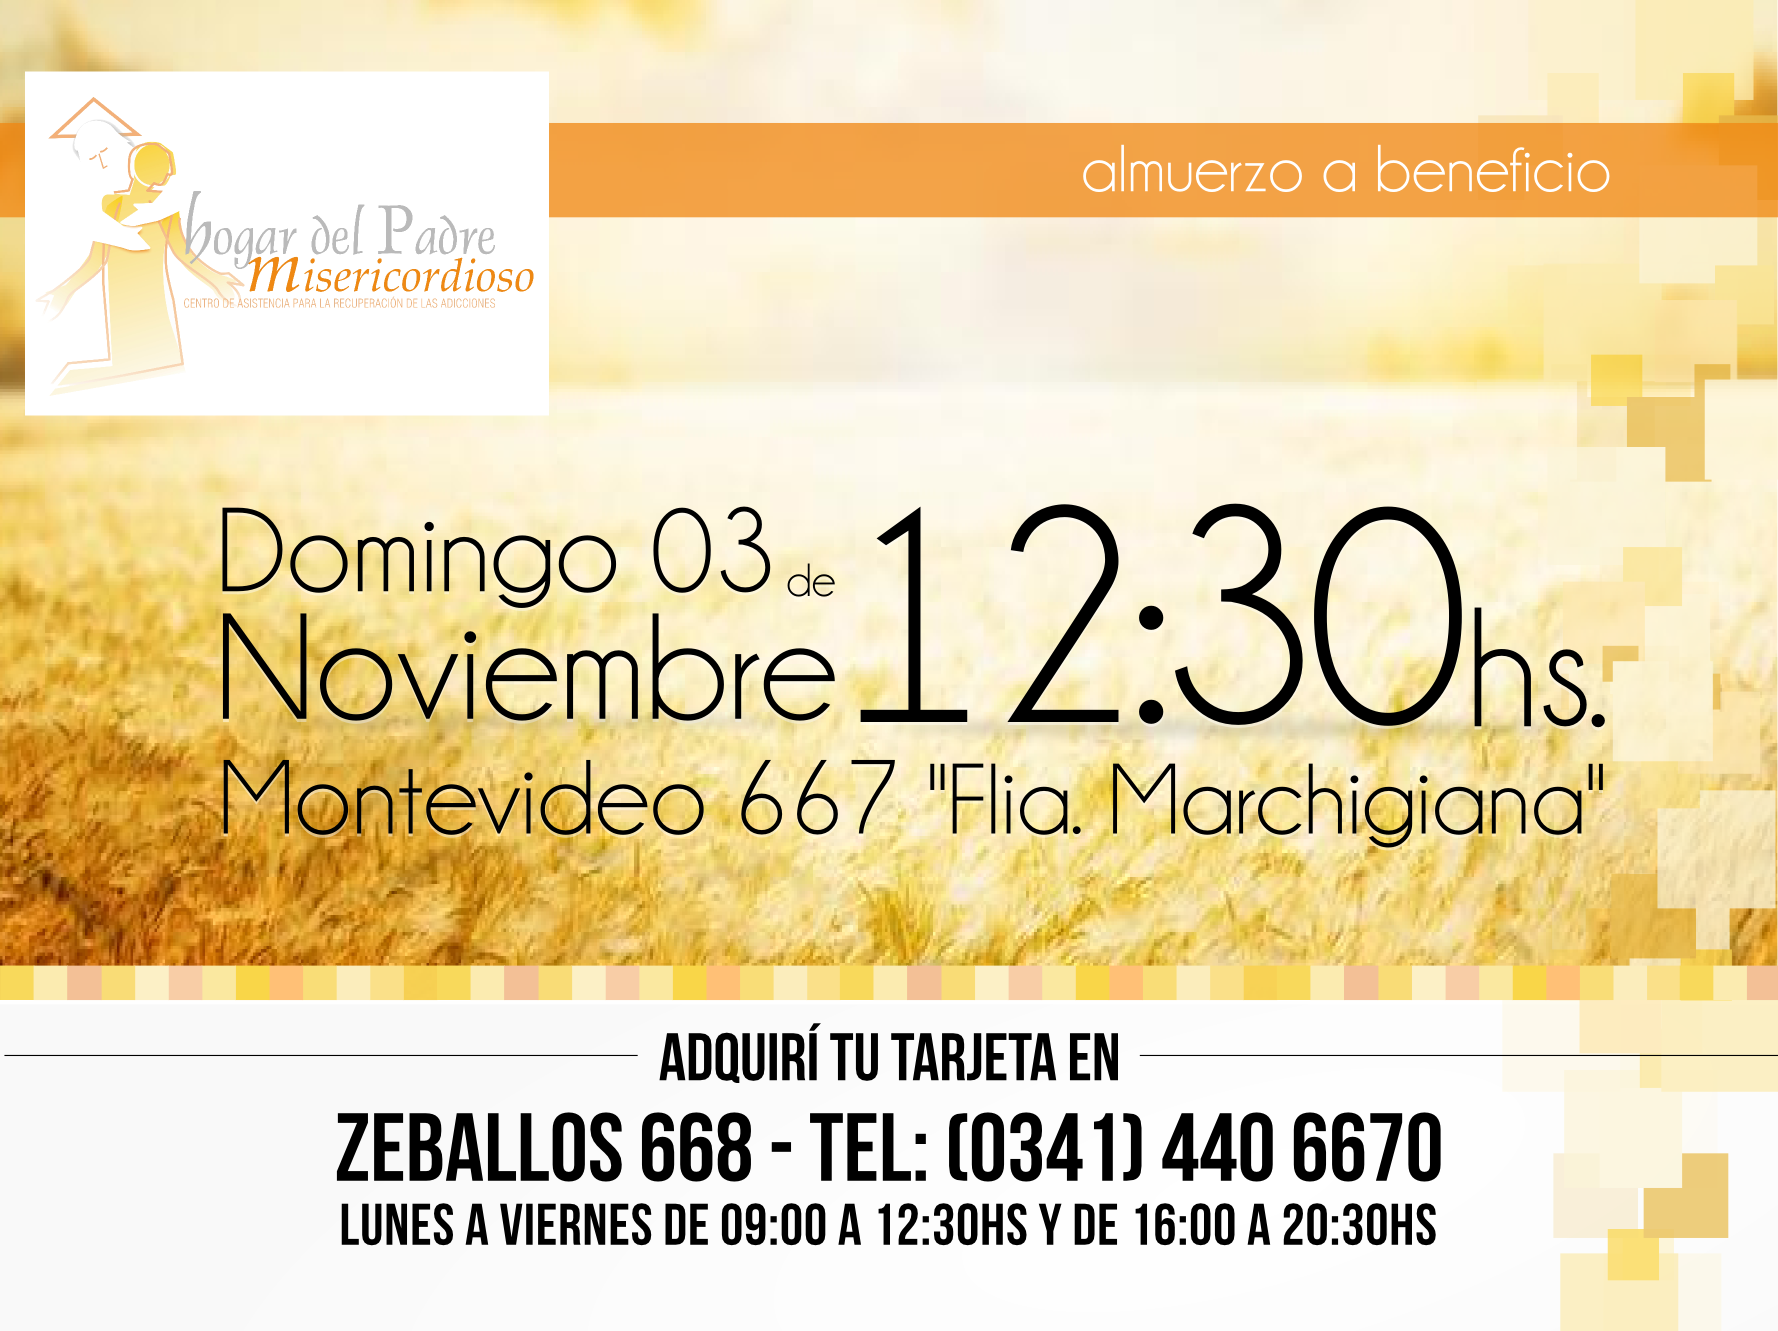 hogar del Padre
Misericordioso
CENTRO DE ASISTENCIA PARA LA RECUPERACIÓN DE LAS ADICCIONES
almuerzo a beneficio
Domingo 03 de
Noviembre 12:30hs.
Montevideo 667 "Flia. Marchigiana"
ADQUIRÍ TU TARJETA EN
ZEBALLOS 668 - TEL: (0341) 440 6670
LUNES A VIERNES DE 09:00 A 12:30HS Y DE 16:00 A 20:30HS